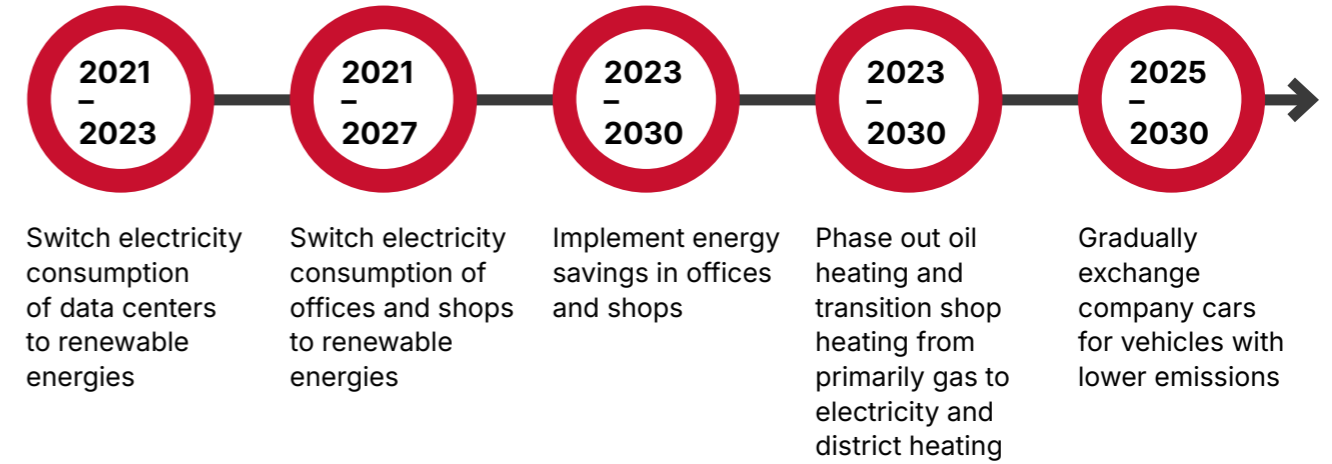 2021
–
2023
Switch electricity
consumption
of data centers
to renewable
energies
2021
–
2027
Switch electricity
consumption of
offices and shops
to renewable
energies
2023
–
2030
Implement energy
savings in offices
and shops
2023
–
2030
Phase out oil
heating and
transition shop
heating from
primarily gas to
electricity and
district heating
2025
–
2030
Gradually
exchange
company cars
for vehicles with
lower emissions